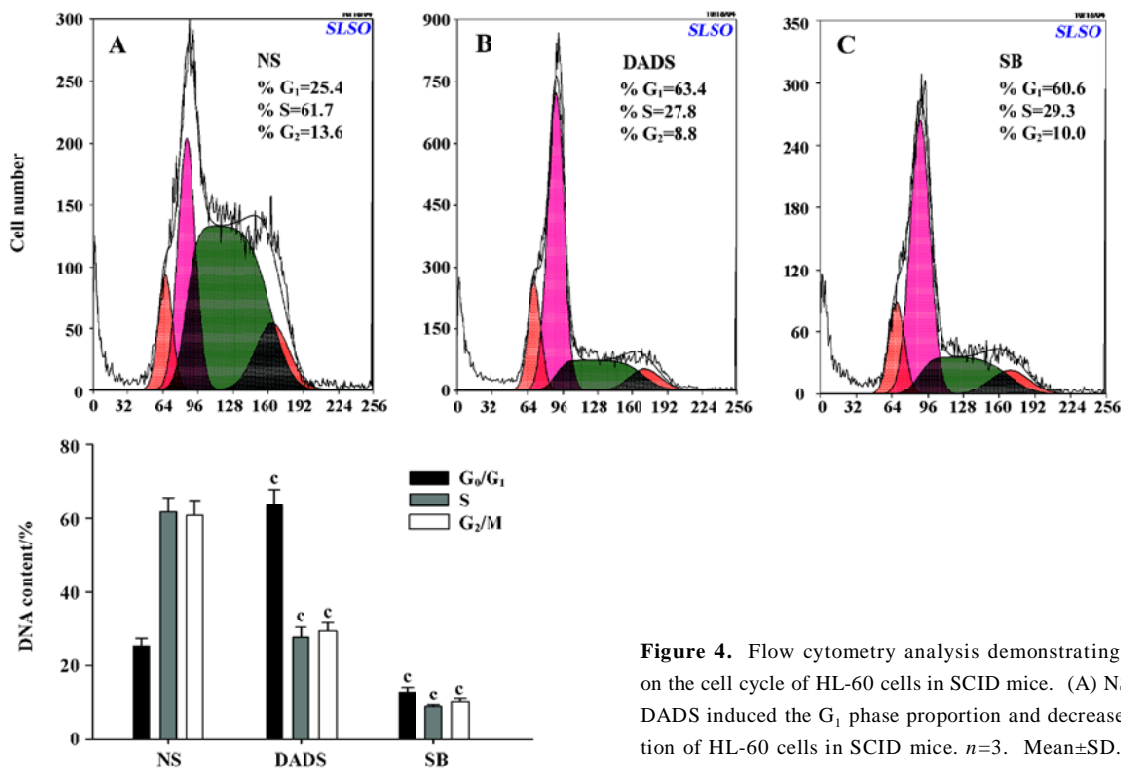 SLSO
A
NS
% G₁=25.4
% S=61.7
% G₂=13.6
300
250
200
150
100
50
0
Cell number
0 32 64 96 128 160 192 224 256
SLSO
B
DADS
% G₁=63.4
% S=27.8
% G₂=8.8
900
750
600
450
300
150
0
0 32 64 96 128 160 192 224 256
SLSO
C
SB
% G₁=60.6
% S=29.3
% G₂=10.0
350
300
240
180
120
60
0
0 32 64 96 128 160 192 224 256
80
60
40
20
0
DNA content/%
G₀/G₁
S
G₂/M
c
c
c
c
c
c
NS DADS SB
Figure 4. Flow cytometry analysis demonstrating
on the cell cycle of HL-60 cells in SCID mice. (A) NS
DADS induced the G₁ phase proportion and decrease
tion of HL-60 cells in SCID mice. n=3. Mean±SD.